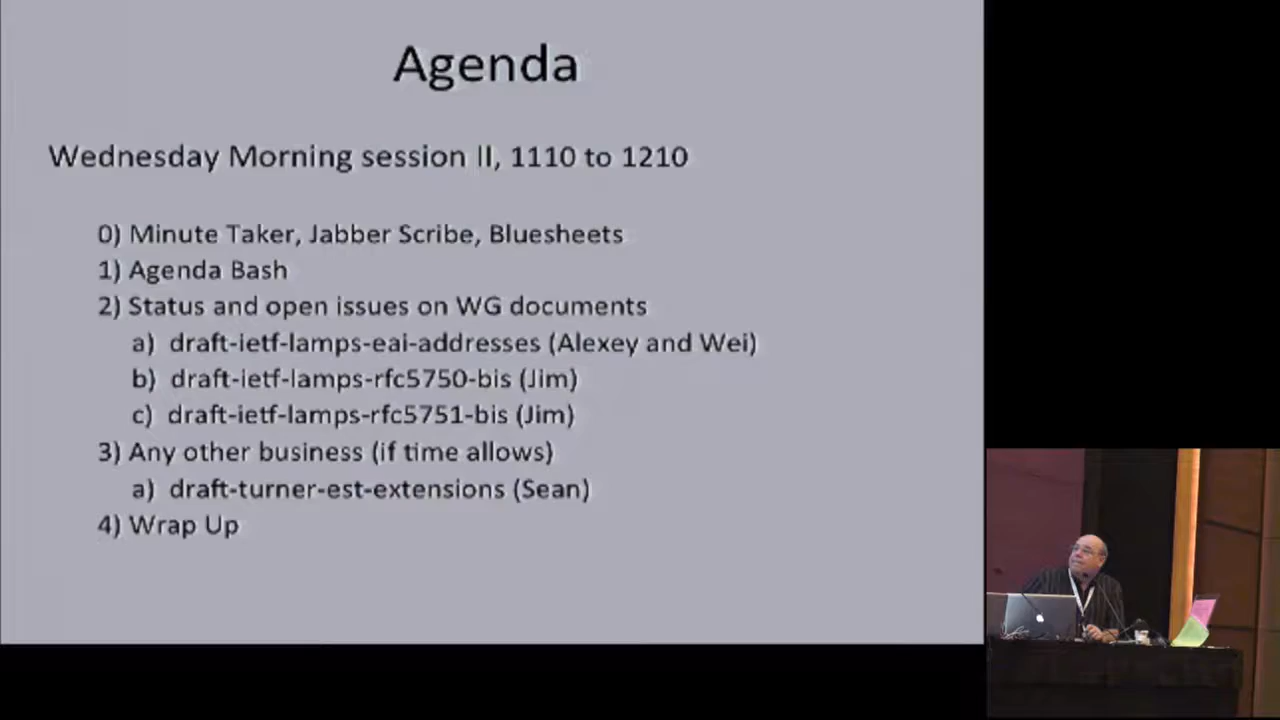 Agenda
Wednesday Morning session II, 1110 to 1210
0) Minute Taker, Jabber Scribe, Bluesheets
1) Agenda Bash
2) Status and open issues on WG documents
a) draft-ietf-lamps-eai-addresses (Alexey and Wei)
b) draft-ietf-lamps-rfc5750-bis (Jim)
c) draft-ietf-lamps-rfc5751-bis (Jim)
3) Any other business (if time allows)
a) draft-turner-est-extensions (Sean)
4) Wrap Up